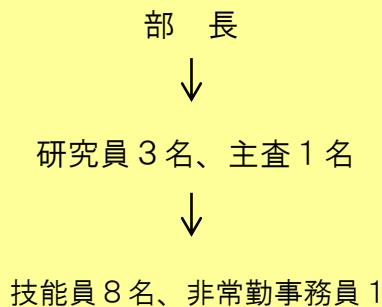 部　長
↓
研究員３名、主査１名
↓
技能員８名、非常勤事務員１